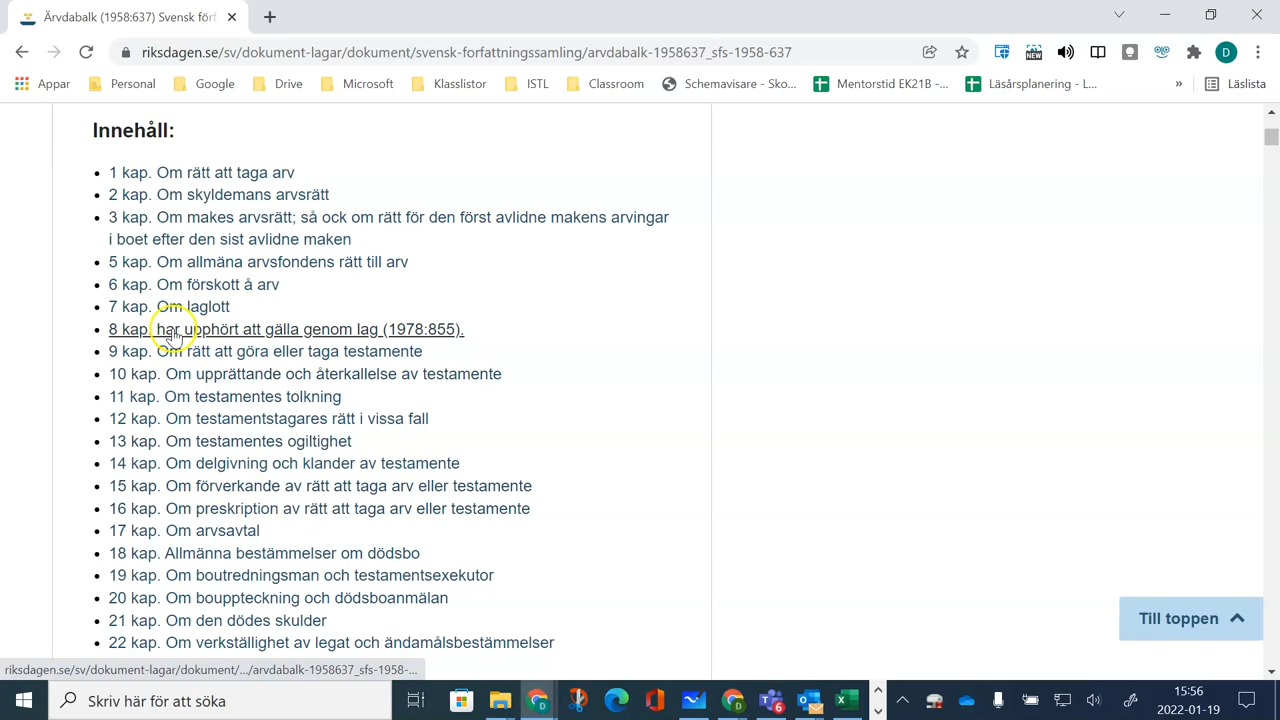 Ärvdabalk (1958:637) Svensk förf
riksdagen.se/sv/dokument-lagar/dokument/svensk-forfattningssamling/arvdabalk-1958637_sfs-1958-637
NEW
D
Appar
Personal
Google
Drive
Microsoft
Klasslistor
ISTL
Classroom
Schemavisare - Sko...
Mentorstid EK21B -...
Läsårsplanering - L...
»
Läslista
Innehåll:
1 kap. Om rätt att taga arv
2 kap. Om skyldemans arvsrätt
3 kap. Om makes arvsrätt; så ock om rätt för den först avlidne makens arvingar
i boet efter den sist avlidne maken
5 kap. Om allmäna arvsfondens rätt till arv
6 kap. Om förskott å arv
7 kap. Om laglott
8 kap. har upphört att gälla genom lag (1978:855).
9 kap. Om rätt att göra eller taga testamente
10 kap. Om upprättande och återkallelse av testamente
11 kap. Om testamentes tolkning
12 kap. Om testamentstagares rätt i vissa fall
13 kap. Om testamentes ogiltighet
14 kap. Om delgivning och klander av testamente
15 kap. Om förverkande av rätt att taga arv eller testamente
16 kap. Om preskription av rätt att taga arv eller testamente
17 kap. Om arvsavtal
18 kap. Allmänna bestämmelser om dödsbo
19 kap. Om boutredningsman och testamentsexekutor
20 kap. Om bouppteckning och dödsboanmälan
21 kap. Om den dödes skulder
22 kap. Om verkställighet av legat och ändamålsbestämmelser
Till toppen
riksdagen.se/sv/dokument-lagar/dokument/.../arvdabalk-1958637_sfs-1958-...
Skriv här för att söka
6
15:56
2022-01-19